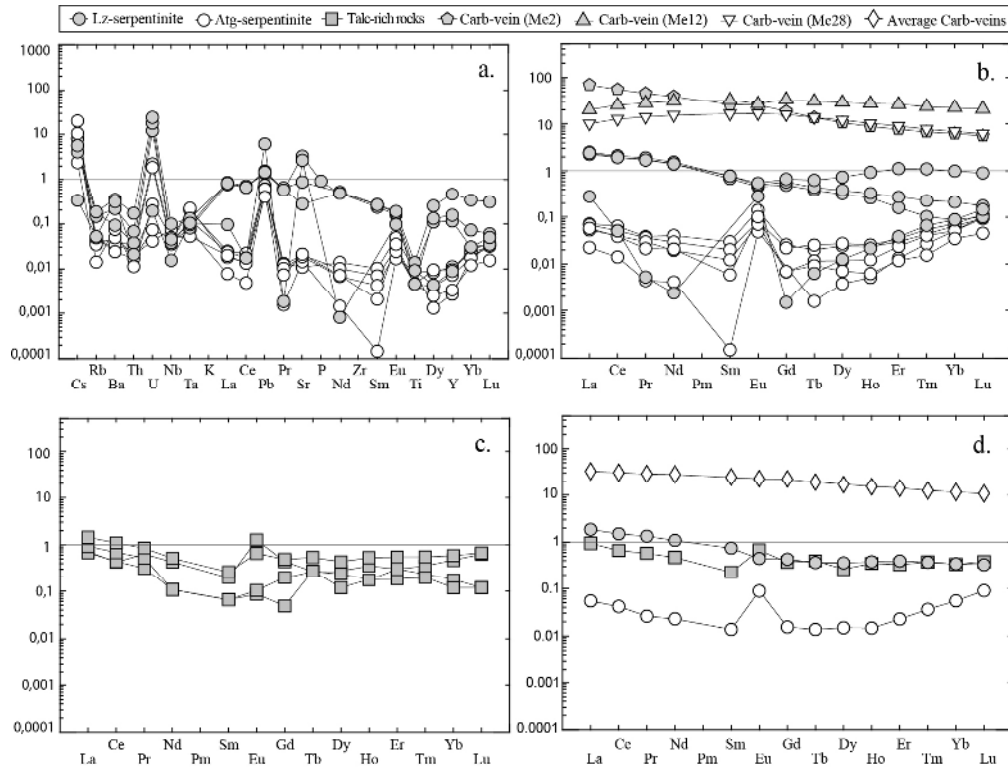 Lz-serpentinite Atg-serpentinite Talc-rich rocks Carb-vein (Me2) Carb-vein (Me12) Carb-vein (Me28) Average Carb-veins
a.
1000
100
10
1
0,1
0,01
0,001
0,0001
Rb Th Nb K Ce Pr P Zr Eu Dy Yb
Cs Ba U Ta La Pb Sr Nd Sm Ti Y Lu
b.
100
10
1
0,1
0,01
0,001
0,0001
Ce Nd Sm Gd Dy Er Yb
La Pr Pm Eu Tb Ho Tm Lu
c.
100
10
1
0,1
0,01
0,001
0,0001
Ce Nd Sm Gd Dy Er Yb
La Pr Pm Eu Tb Ho Tm Lu
d.
100
10
1
0,1
0.01
0.001
0.0001
Ce Nd Sm Gd Dy Er Yb
La Pr Pm Eu Tb Ho Tm Lu